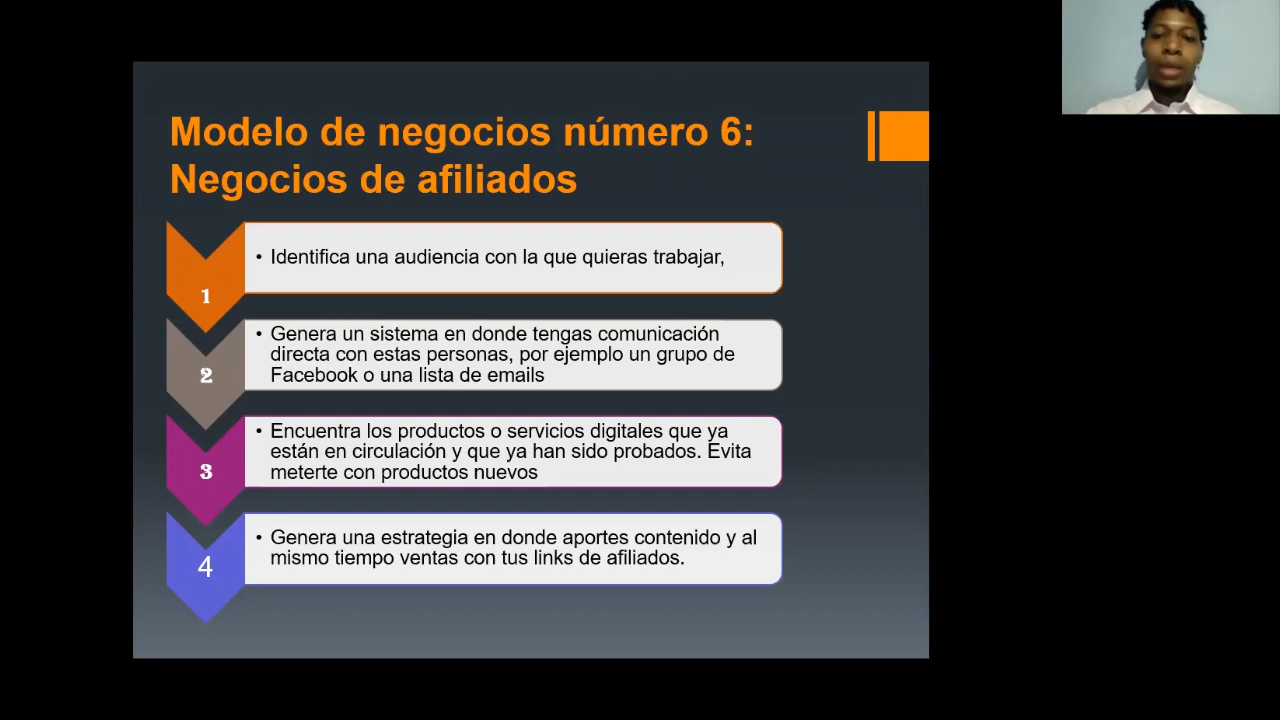 Modelo de negocios número 6:
Negocios de afiliados
1
• Identifica una audiencia con la que quieras trabajar,
2
• Genera un sistema en donde tengas comunicación
directa con estas personas, por ejemplo un grupo de
Facebook o una lista de emails
3
• Encuentra los productos o servicios digitales que ya
están en circulación y que ya han sido probados. Evita
meterte con productos nuevos
4
• Genera una estrategia en donde aportes contenido y al
mismo tiempo ventas con tus links de afiliados.